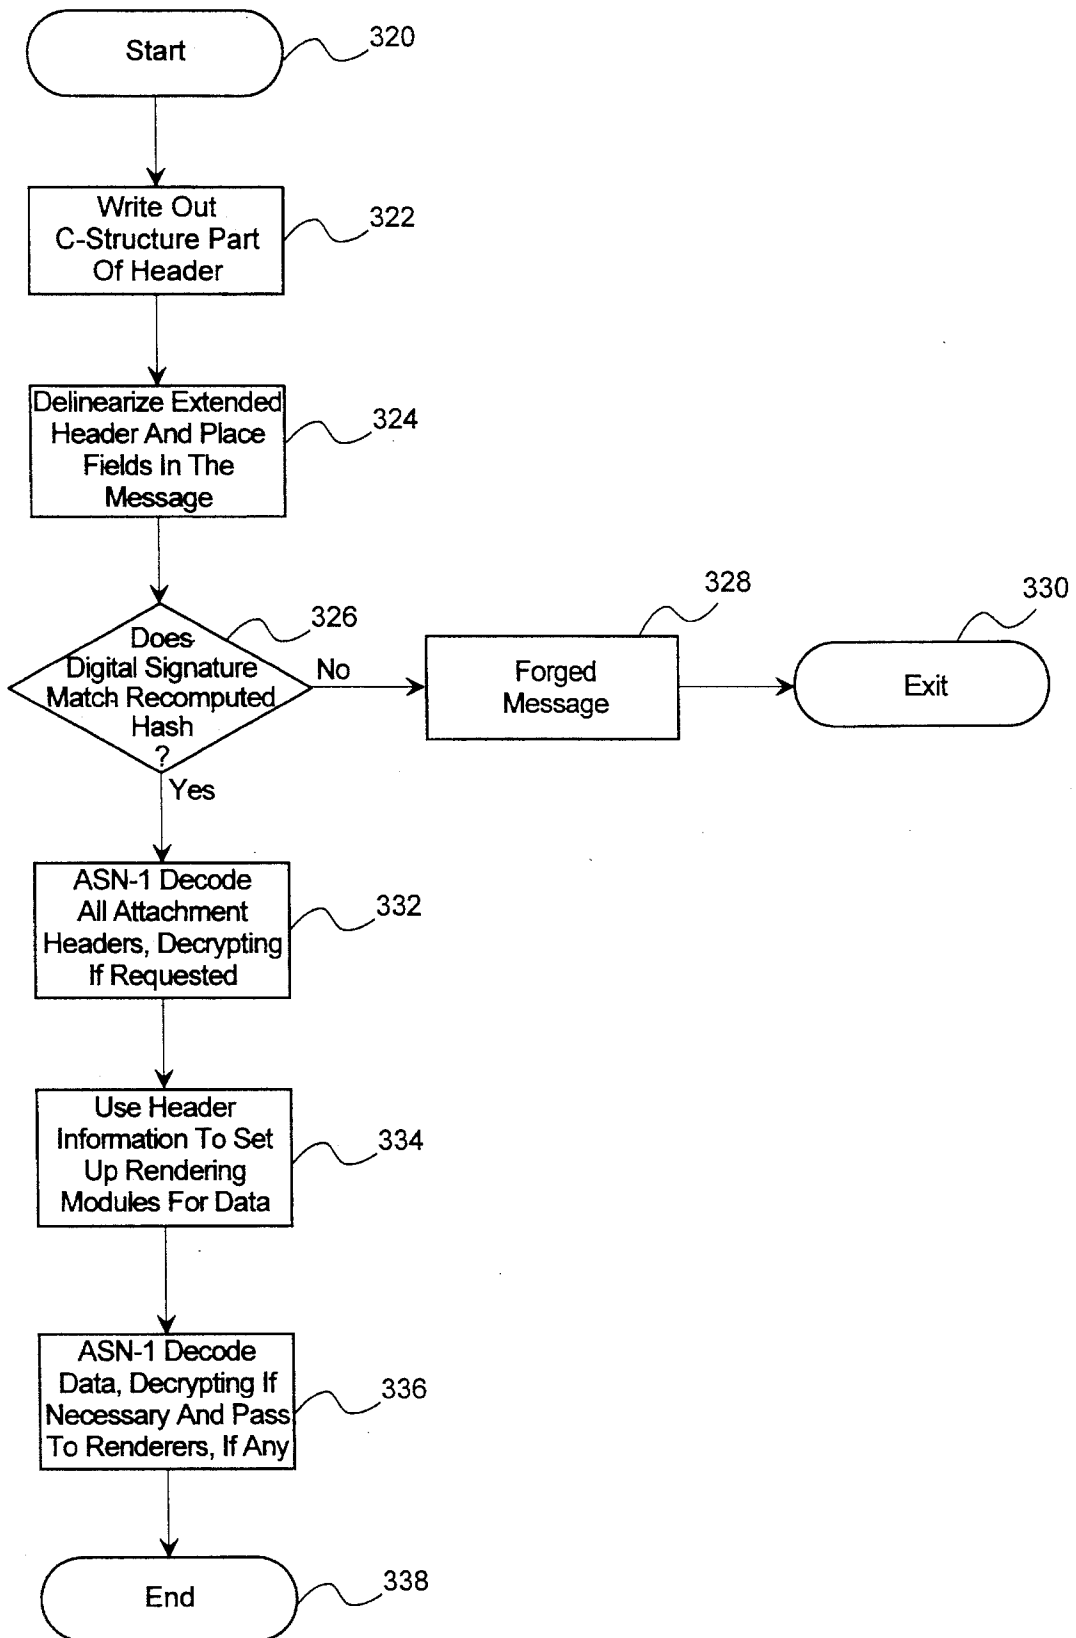 Start
320
Write Out
C-Structure Part
Of Header
322
Delinearize Extended
Header And Place
Fields In The
Message
324
Does
Digital Signature
Match Recomputed
Hash
?
326
No
Forged
Message
328
Exit
330
Yes
ASN-1 Decode
All Attachment
Headers, Decrypting
If Requested
332
Use Header
Information To Set
Up Rendering
Modules For Data
334
ASN-1 Decode
Data, Decrypting If
Necessary And Pass
To Renderers, If Any
336
End
338